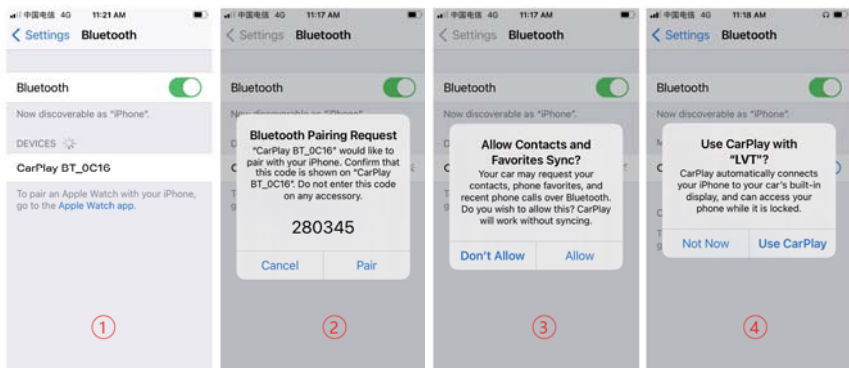 中国电信 4G 11:21 AM
Settings Bluetooth
Bluetooth
Now discoverable as "iPhone".
DEVICES
CarPlay BT_0C16
To pair an Apple Watch with your iPhone,
go to the Apple Watch app.
①
中国电信 4G 11:17 AM
Settings Bluetooth
Bluetooth
Now discoverable as "iPhone".
Bluetooth Pairing Request
"CarPlay BT_0C16" would like to
pair with your iPhone. Confirm that
this code is shown on "CarPlay
BT_0C16". Do not enter this code
on any accessory.
280345
Cancel Pair
②
中国电信 4G 11:17 AM
Settings Bluetooth
Bluetooth
Now discoverable as "iPhone".
Allow Contacts and
Favorites Sync?
Your car may request your
contacts, phone favorites, and
recent phone calls over Bluetooth.
Do you wish to allow this? CarPlay
will work without syncing.
Don't Allow Allow
③
中国电信 4G 11:18 AM
Settings Bluetooth
Bluetooth
Now discoverable as "iPhone".
Use CarPlay with
"LVT"?
CarPlay automatically connects
your iPhone to your car's built-in
display, and can access your
phone while it is locked.
Not Now Use CarPlay
④